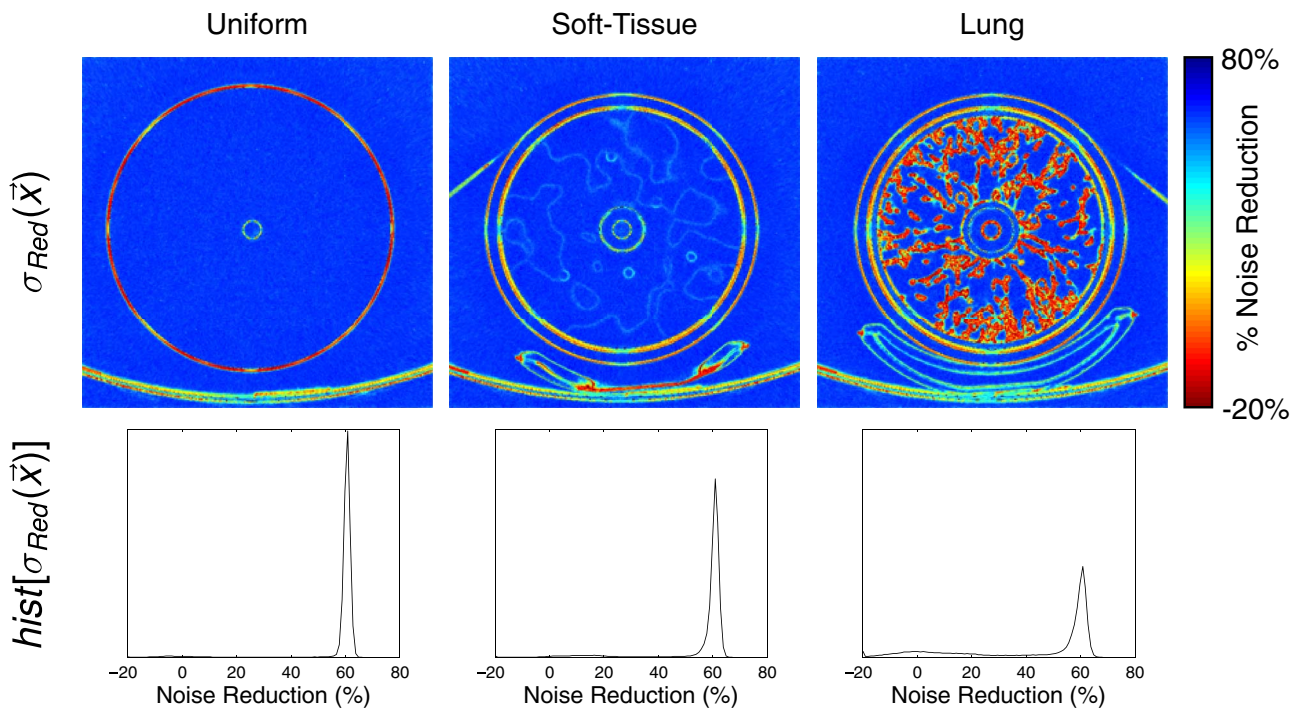 Uniform Soft-Tissue Lung
σRed(x⃗)
80%
% Noise Reduction
-20%
hist[σRed(x⃗)]
−20 0 20 40 60 80 −20 0 20 40 60 80 −20 0 20 40 60 80
Noise Reduction (%) Noise Reduction (%) Noise Reduction (%)